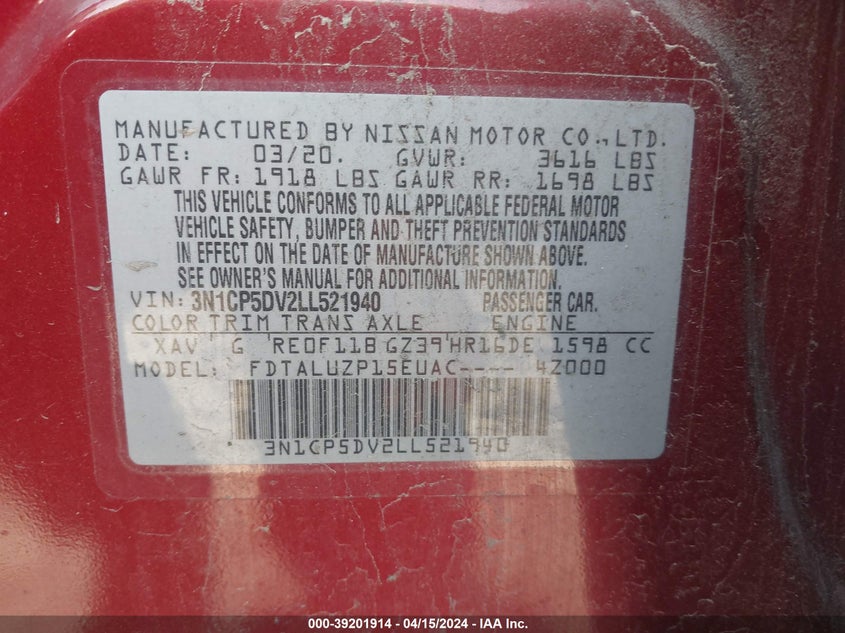 MANUFACTURED BY NISSAN MOTOR CO., LTD.
DATE: 03/20. GVWR: 3616 LBS
GAWR FR: 1918 LBS GAWR RR: 1698 LBS
THIS VEHICLE CONFORMS TO ALL APPLICABLE FEDERAL MOTOR
VEHICLE SAFETY, BUMPER AND THEFT PREVENTION STANDARDS
IN EFFECT ON THE DATE OF MANUFACTURE SHOWN ABOVE.
SEE OWNER'S MANUAL FOR ADDITIONAL INFORMATION.
VIN: 3N1CP5DV2LL521940 PASSENGER CAR.
COLOR TRIM TRANS AXLE ENGINE
XAV G RE0F11B GZ39 HR16DE 1598 CC
MODEL: FDTALUZP15EUAC---- 4Z000
3N1CP5DV2LL521940
000-39201914 - 04/15/2024 - IAA Inc.